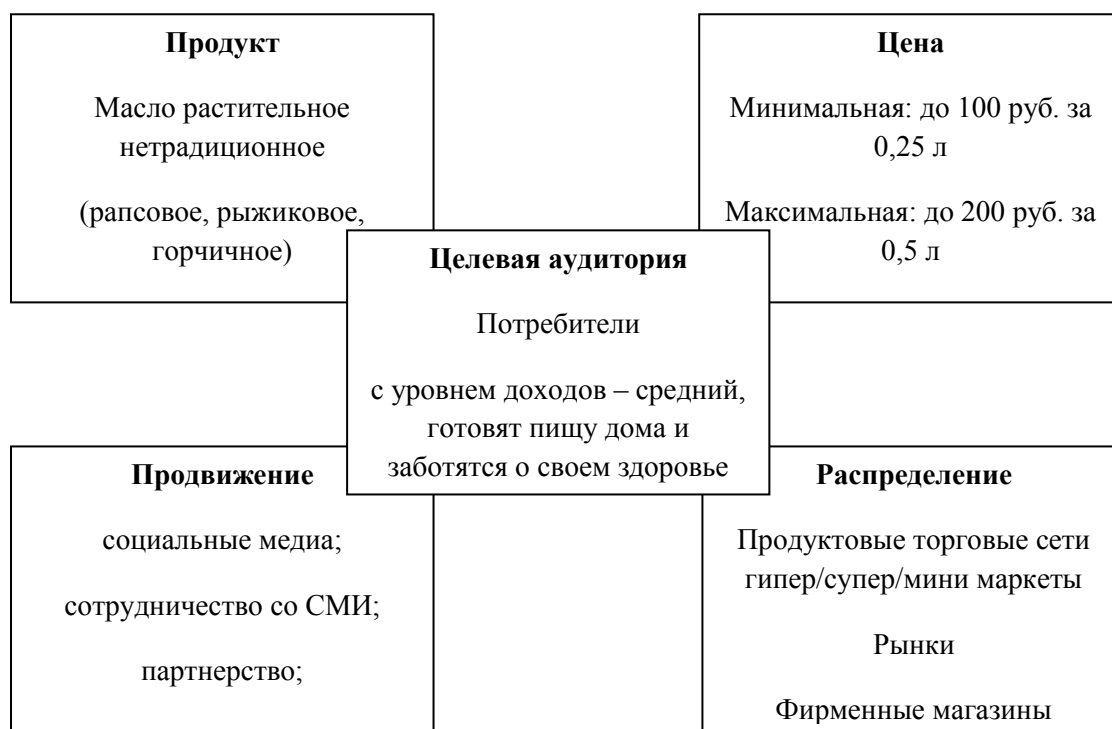 Продукт
Масло растительное
нетрадиционное
(рапсовое, рыжиковое,
горчичное)
Цена
Минимальная: до 100 руб. за
0,25 л
Максимальная: до 200 руб. за
0,5 л
Целевая аудитория
Потребители
с уровнем доходов – средний,
готовят пищу дома и
заботятся о своем здоровье
Продвижение
социальные медиа;
сотрудничество со СМИ;
партнерство;
Распределение
Продуктовые торговые сети
гипер/супер/мини маркеты
Рынки
Фирменные магазины